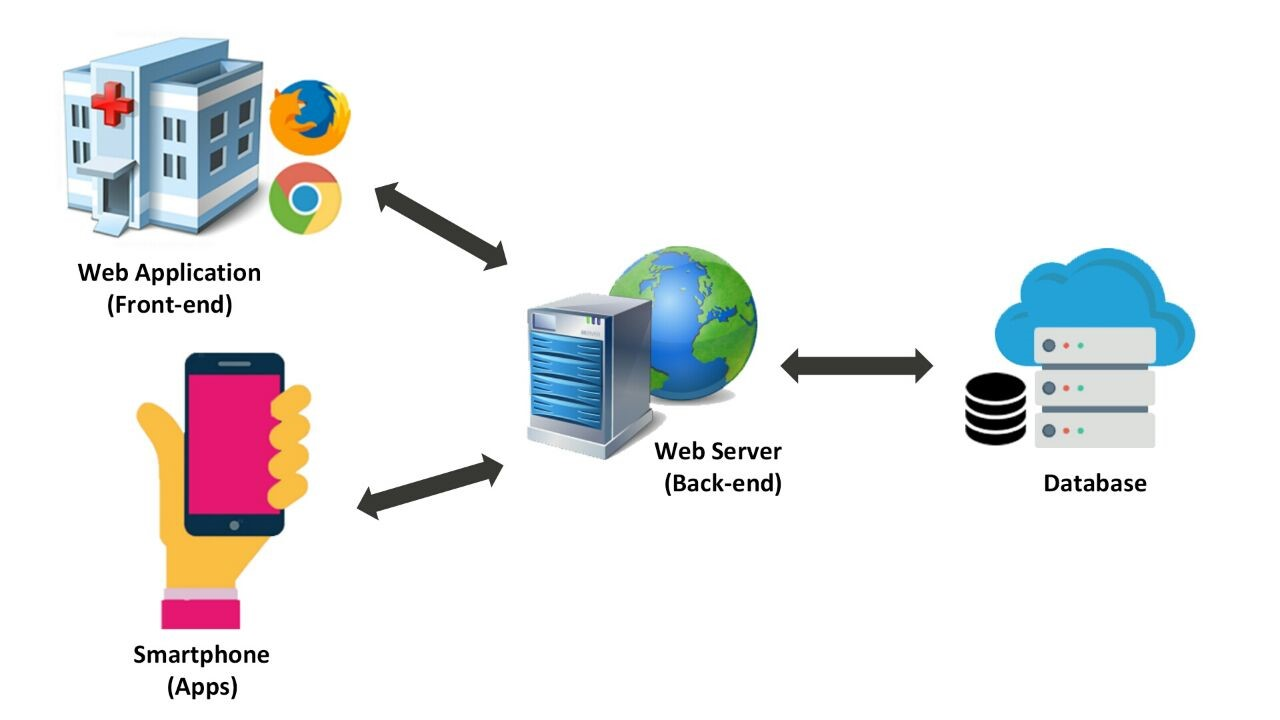 Web Application
(Front-end)
Web Server
(Back-end)
Database
Smartphone
(Apps)